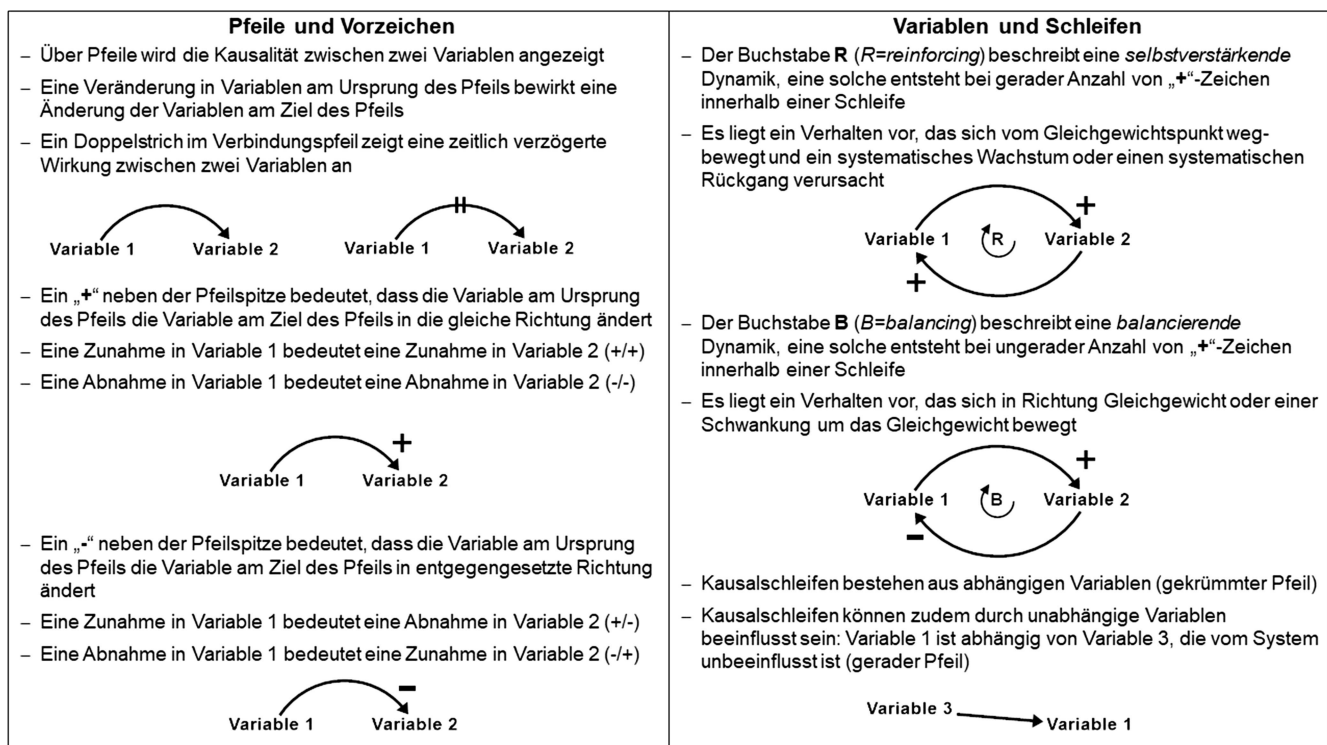 Pfeile und Vorzeichen
– Über Pfeile wird die Kausalität zwischen zwei Variablen angezeigt
– Eine Veränderung in Variablen am Ursprung des Pfeils bewirkt eine
Änderung der Variablen am Ziel des Pfeils
– Ein Doppelstrich im Verbindungspfeil zeigt eine zeitlich verzögerte
Wirkung zwischen zwei Variablen an
Variable 1 Variable 2 Variable 1 Variable 2
– Ein „+“ neben der Pfeilspitze bedeutet, dass die Variable am Ursprung
des Pfeils die Variable am Ziel des Pfeils in die gleiche Richtung ändert
– Eine Zunahme in Variable 1 bedeutet eine Zunahme in Variable 2 (+/+)
– Eine Abnahme in Variable 1 bedeutet eine Abnahme in Variable 2 (-/-)
+
Variable 1 Variable 2
– Ein „-“ neben der Pfeilspitze bedeutet, dass die Variable am Ursprung
des Pfeils die Variable am Ziel des Pfeils in entgegengesetzte Richtung
ändert
– Eine Zunahme in Variable 1 bedeutet eine Abnahme in Variable 2 (+/-)
– Eine Abnahme in Variable 1 bedeutet eine Zunahme in Variable 2 (-/+)
-
Variable 1 Variable 2
Variablen und Schleifen
– Der Buchstabe R (R=reinforcing) beschreibt eine selbstverstärkende
Dynamik, eine solche entsteht bei gerader Anzahl von „+“-Zeichen
innerhalb einer Schleife
– Es liegt ein Verhalten vor, das sich vom Gleichgewichtspunkt weg-
bewegt und ein systematisches Wachstum oder einen systematischen
Rückgang verursacht
+
Variable 1 R Variable 2
+
– Der Buchstabe B (B=balancing) beschreibt eine balancierende
Dynamik, eine solche entsteht bei ungerader Anzahl von „+“-Zeichen
innerhalb einer Schleife
– Es liegt ein Verhalten vor, das sich in Richtung Gleichgewicht oder einer
Schwankung um das Gleichgewicht bewegt
+
Variable 1 B Variable 2
-
– Kausalschleifen bestehen aus abhängigen Variablen (gekrümmter Pfeil)
– Kausalschleifen können zudem durch unabhängige Variablen
beeinflusst sein: Variable 1 ist abhängig von Variable 3, die vom System
unbeeinflusst ist (gerader Pfeil)
Variable 3
Variable 1